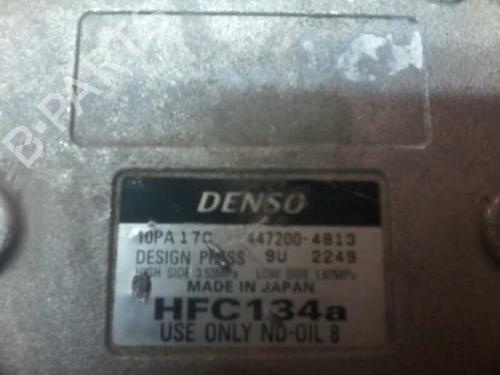 B-PARTS
DENSO
10PA17C 447200-4813
DESIGN PRESS 9U 2249
HIGH SIDE 3.53MPa LOW SIDE 1.67MPa
MADE IN JAPAN
HFC134a
USE ONLY ND-OIL 8